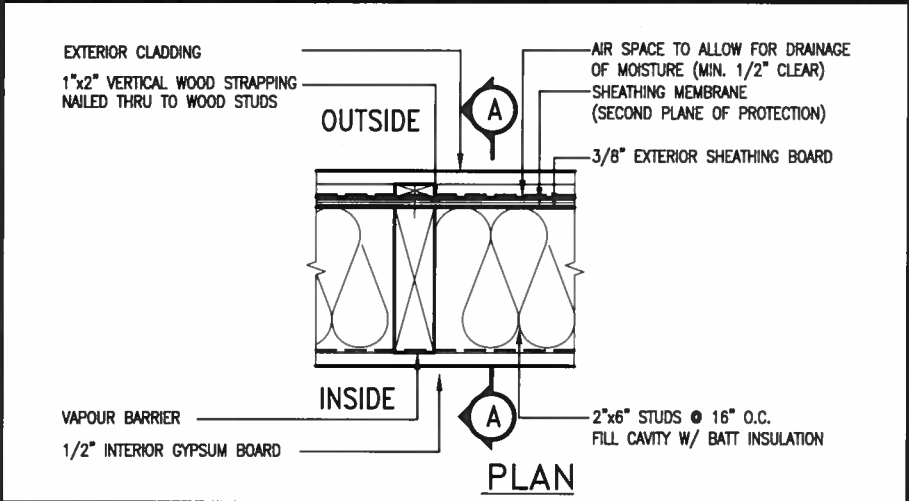 EXTERIOR CLADDING
1"x2" VERTICAL WOOD STRAPPING
NAILED THRU TO WOOD STUDS
AIR SPACE TO ALLOW FOR DRAINAGE
OF MOISTURE (MIN. 1/2" CLEAR)
SHEATHING MEMBRANE
(SECOND PLANE OF PROTECTION)
3/8" EXTERIOR SHEATHING BOARD
OUTSIDE
A
INSIDE
A
VAPOUR BARRIER
1/2" INTERIOR GYPSUM BOARD
2"x6" STUDS @ 16" O.C.
FILL CAVITY W/ BATT INSULATION
PLAN